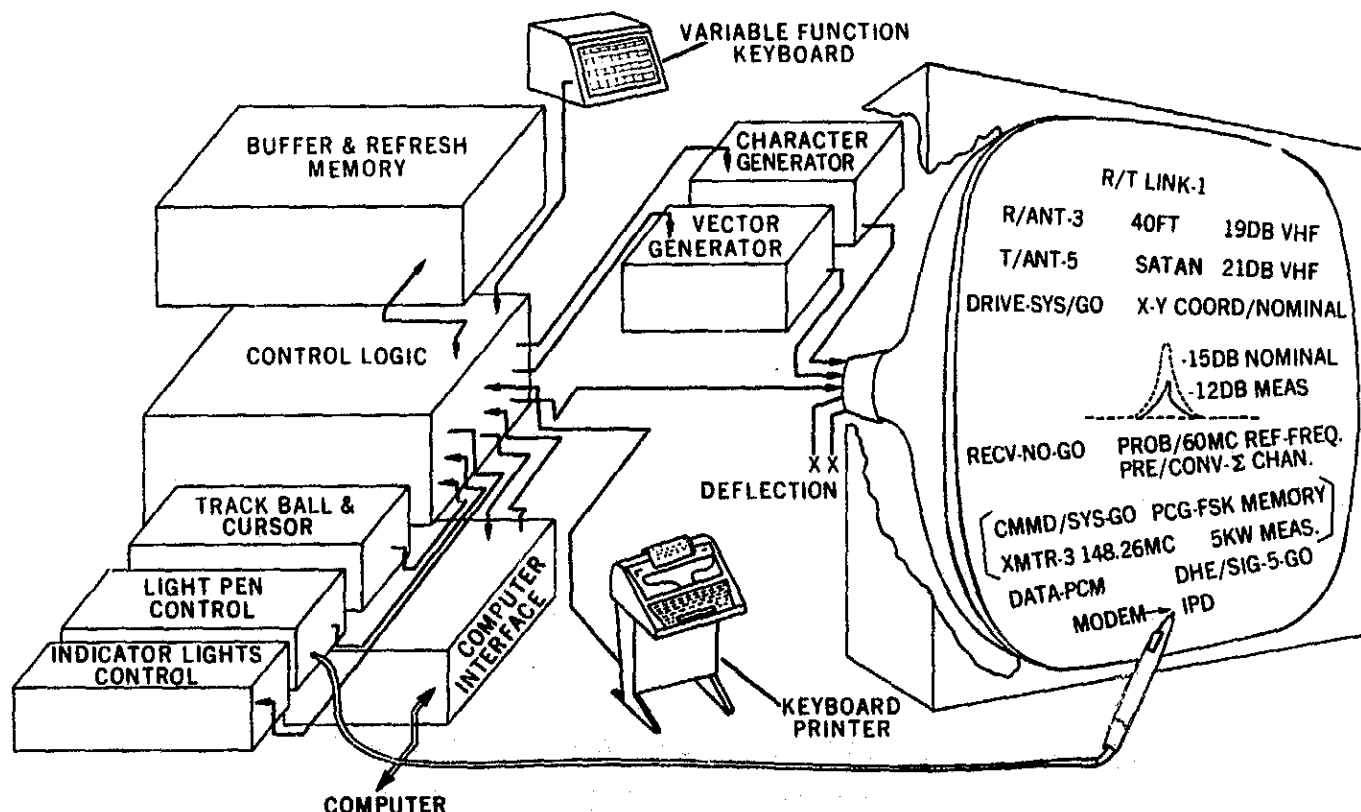 VARIABLE FUNCTION
KEYBOARD
BUFFER & REFRESH
MEMORY
CHARACTER
GENERATOR
VECTOR
GENERATOR
CONTROL LOGIC
TRACK BALL &
CURSOR
LIGHT PEN
CONTROL
INDICATOR LIGHTS
CONTROL
COMPUTER
INTERFACE
COMPUTER
KEYBOARD
PRINTER
X X
DEFLECTION
R/T LINK-1
R/ANT-3 40FT 19DB VHF
T/ANT-5 SATAN 21DB VHF
DRIVE-SYS/GO X-Y COORD/NOMINAL
-15DB NOMINAL
-12DB MEAS
RECV-NO-GO PROB/60MC REF-FREQ.
PRE/CONV-Σ CHAN.
CMMD/SYS-GO PCG-FSK MEMORY
XMTR-3 148.26MC 5KW MEAS.
DATA-PCM DHE/SIG-5-GO
MODEM→IPD